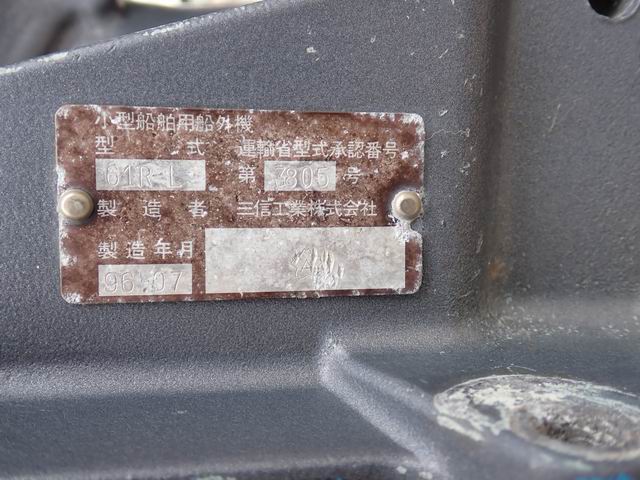 小型船舶用船外機
型 式 運輸省型式承認番号
61R-L 第 3305 号
製造者 三信工業株式会社
製造年月
96.07